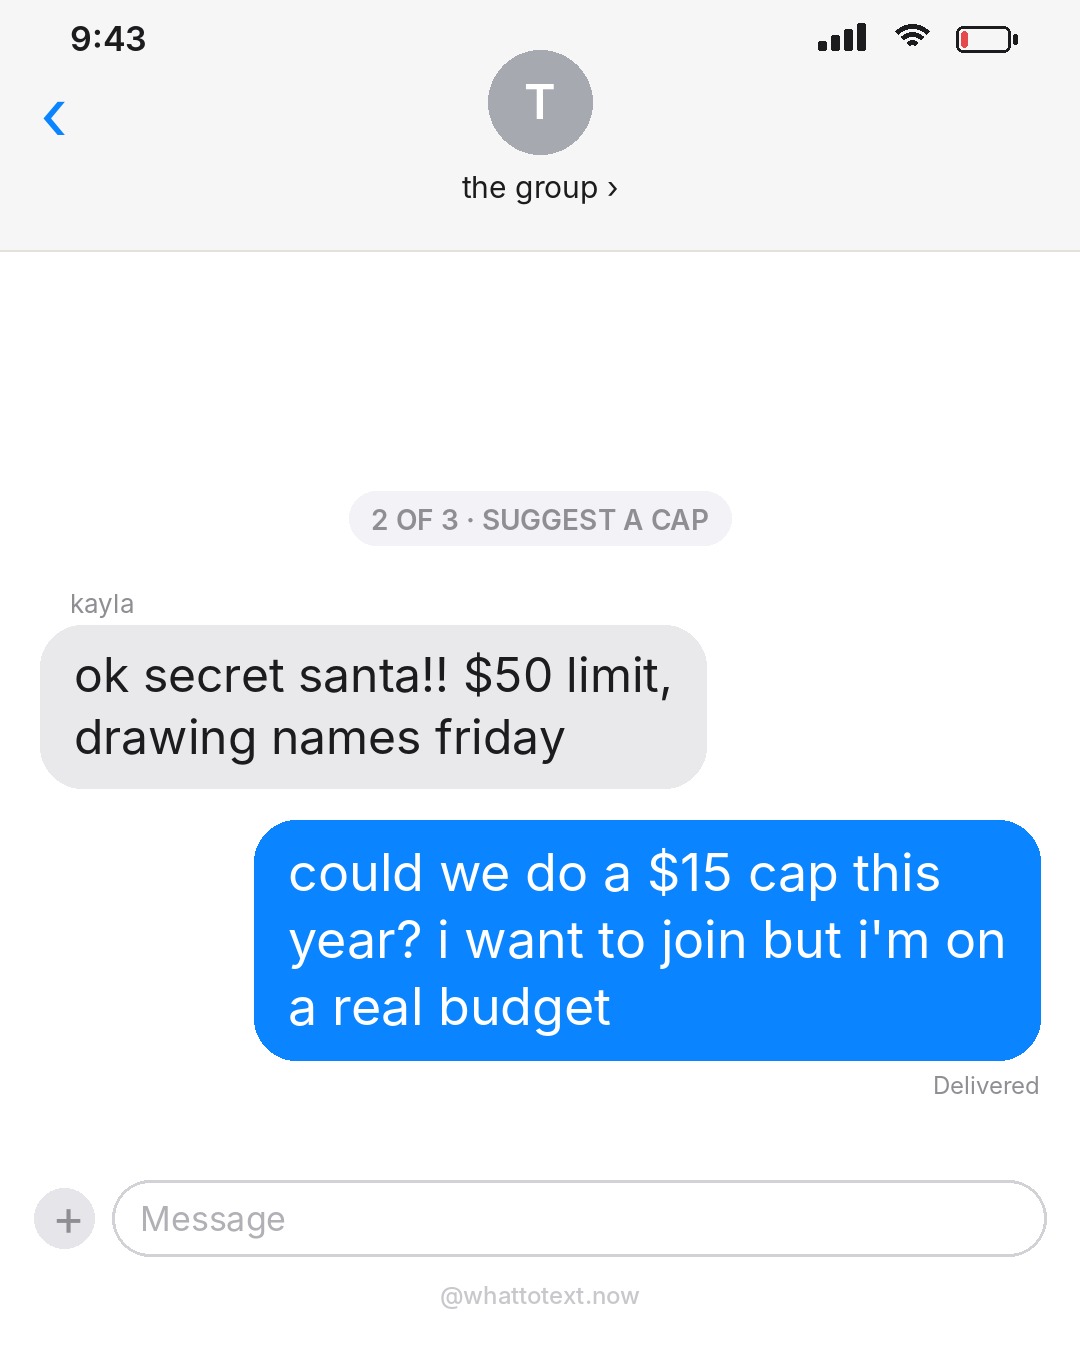 9:43
T
the group ›
2 OF 3 · SUGGEST A CAP
kayla
ok secret santa!! $50 limit,
drawing names friday
could we do a $15 cap this
year? i want to join but i'm on
a real budget
Delivered
+ Message
@whattotext.now